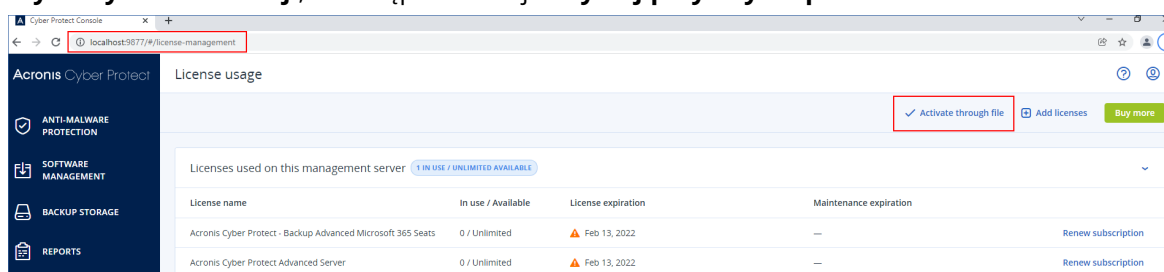 Cyber Protect Console
localhost:9877/#/license-management
Acronis Cyber Protect
License usage
ANTI-MALWARE
PROTECTION
Activate through file
Add licenses
Buy more
SOFTWARE
MANAGEMENT
Licenses used on this management server 1 IN USE / UNLIMITED AVAILABLE
BACKUP STORAGE
License name In use / Available License expiration Maintenance expiration
Acronis Cyber Protect - Backup Advanced Microsoft 365 Seats 0 / Unlimited Feb 13, 2022 — Renew subscription
REPORTS
Acronis Cyber Protect Advanced Server 0 / Unlimited Feb 13, 2022 — Renew subscription